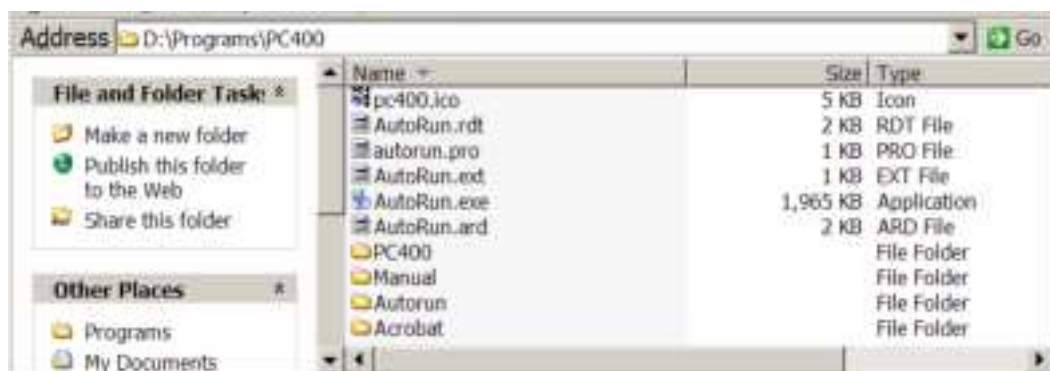 Address D:\Programs\PC400 Go
File and Folder Task
Make a new folder
Publish this folder
to the Web
Share this folder
Other Places
Programs
My Documents
Name Size Type
pc400.ico 5 KB Icon
AutoRun.rdt 2 KB RDT File
autorun.pro 1 KB PRO File
AutoRun.ext 1 KB EXT File
AutoRun.exe 1,965 KB Application
AutoRun.ard 2 KB ARD File
PC400 File Folder
Manual File Folder
Autorun File Folder
Acrobat File Folder